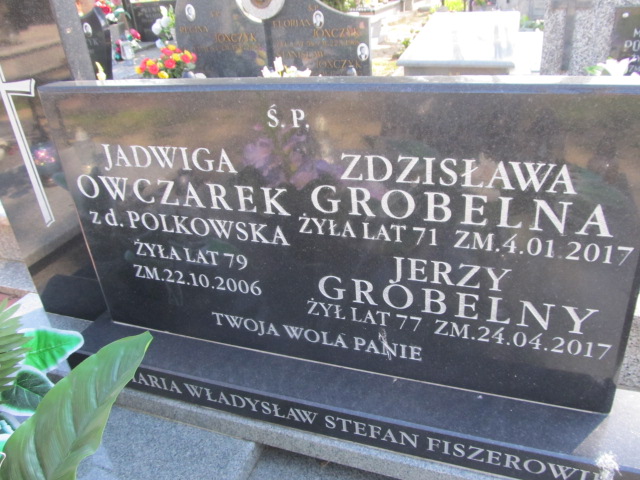 Ś. P.
JADWIGA
OWCZAREK
z d. POLKOWSKA
ŻYŁA LAT 79
ZM. 22.10.2006
ZDZISŁAWA
GROBELNA
ŻYŁA LAT 71 ZM. 4.01.2017
JERZY
GROBELNY
ŻYŁ LAT 77 ZM. 24.04.2017
TWOJA WOLA PANIE
WŁADYSŁAW STEFAN